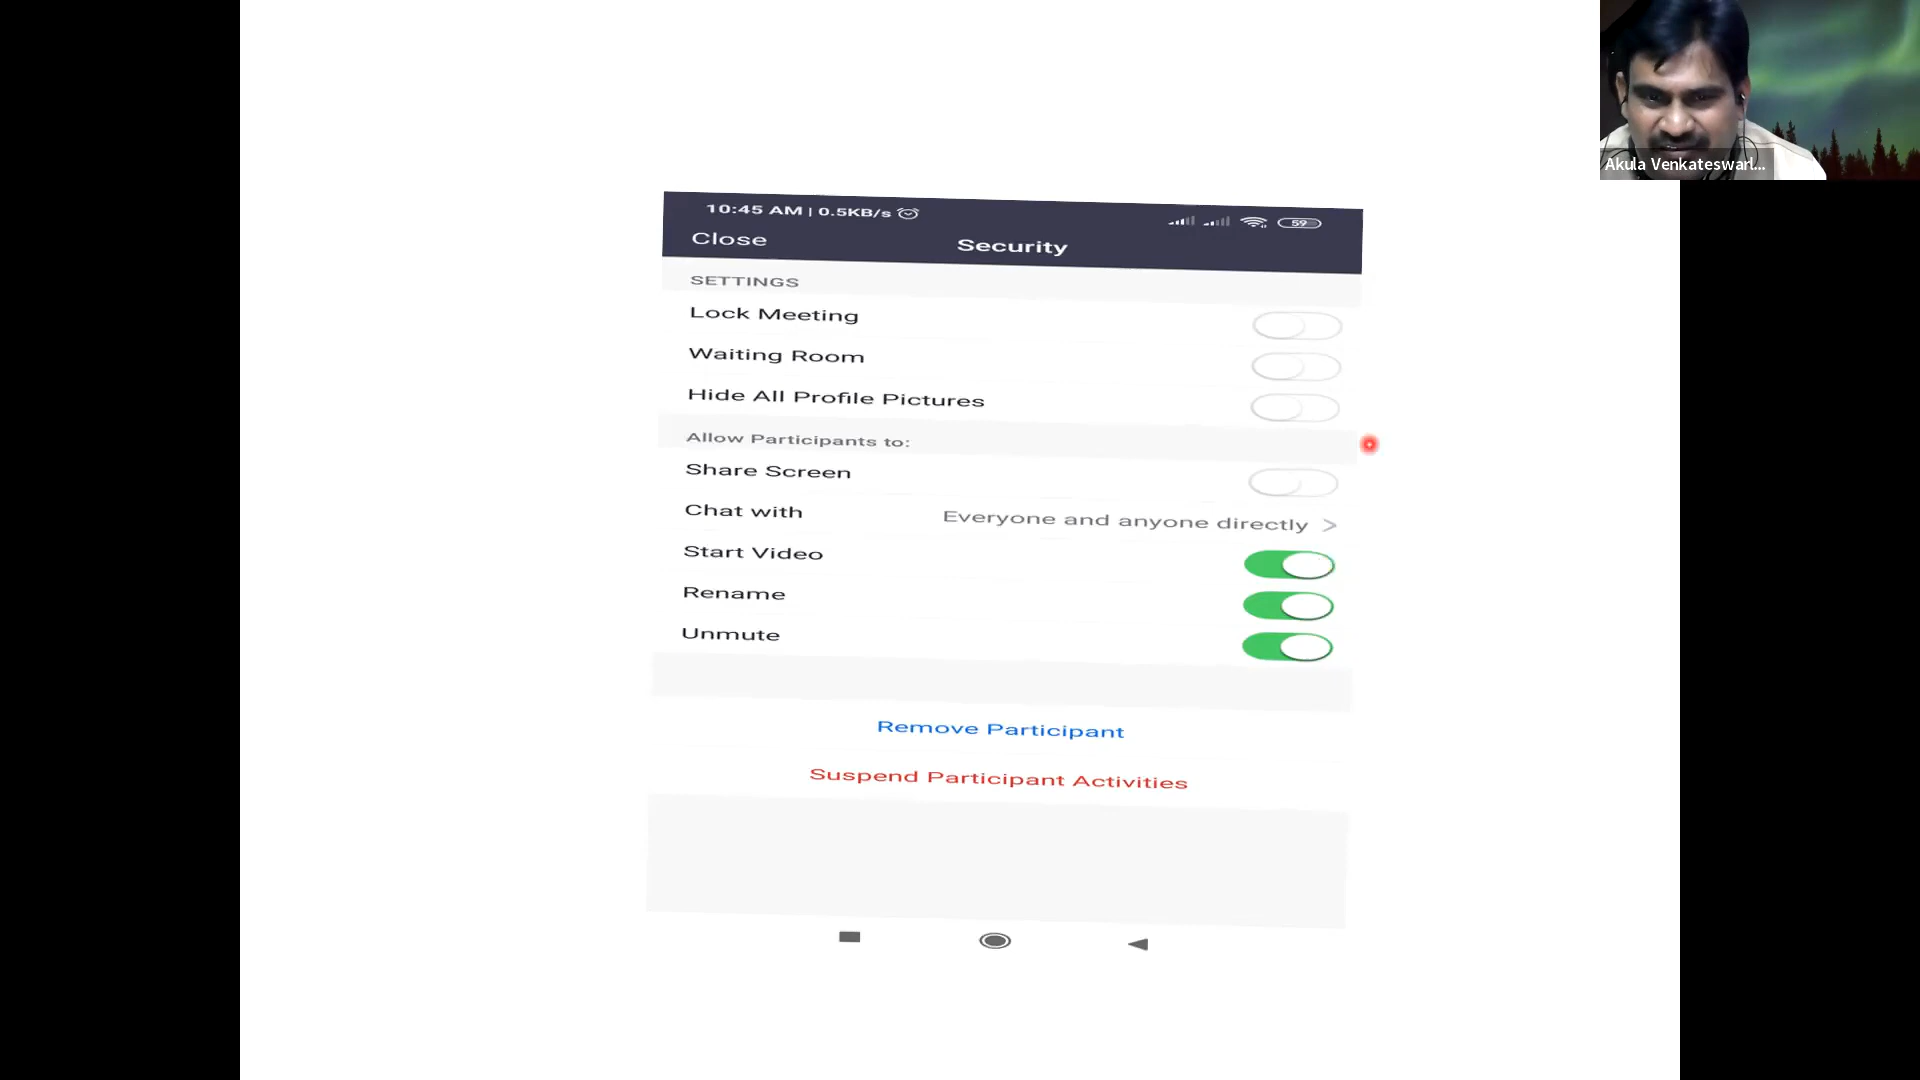 Akula Venkateswarl...
10:45 AM | 0.5KB/s 59
Close Security
SETTINGS
Lock Meeting
Waiting Room
Hide All Profile Pictures
Allow Participants to:
Share Screen
Chat with Everyone and anyone directly >
Start Video
Rename
Unmute
Remove Participant
Suspend Participant Activities